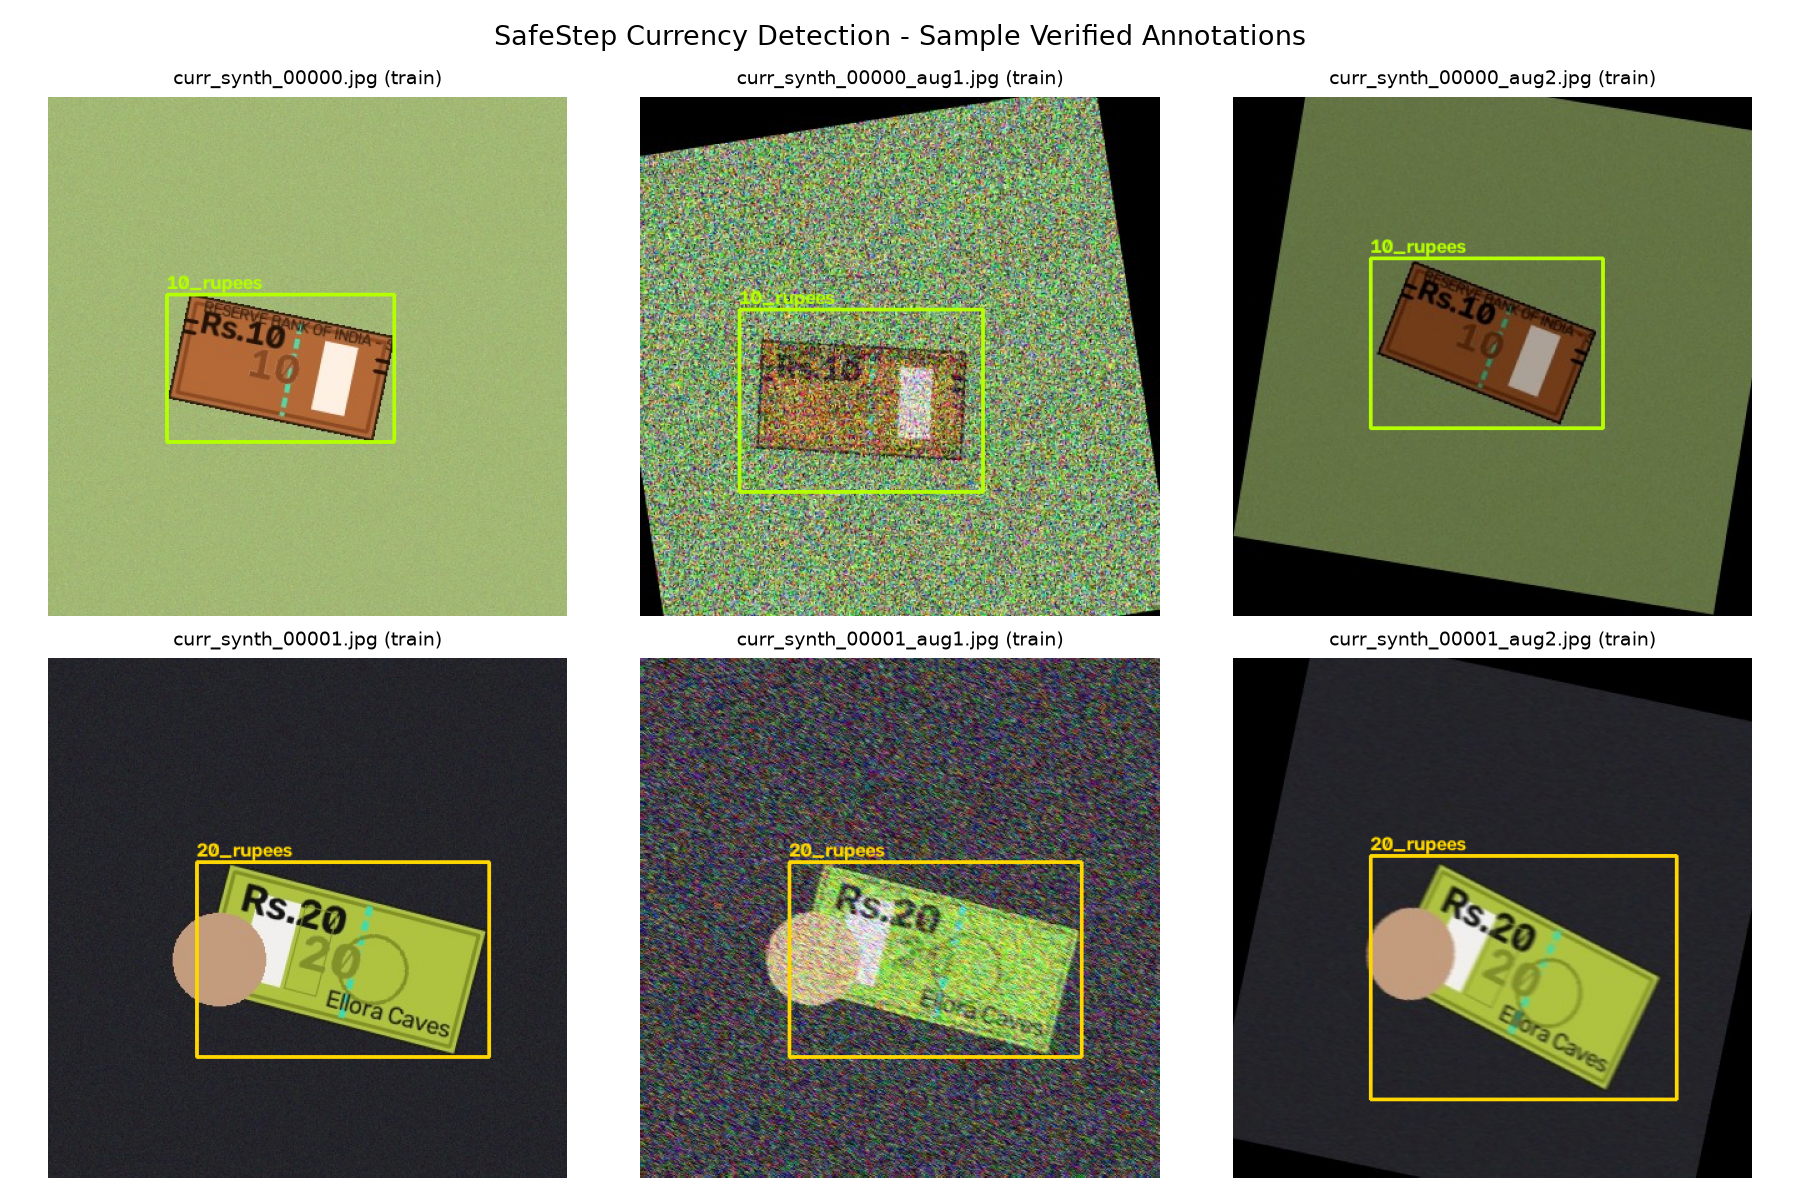 SafeStep Currency Detection - Sample Verified Annotations
curr_synth_00000.jpg (train)
curr_synth_00000_aug1.jpg (train)
curr_synth_00000_aug2.jpg (train)
10_rupees
RESERVE BANK OF INDIA - S
Rs.10
10
10_rupees
Rs.10
10_rupees
RESERVE BANK OF INDIA -
Rs.10
10
curr_synth_00001.jpg (train)
curr_synth_00001_aug1.jpg (train)
curr_synth_00001_aug2.jpg (train)
20_rupees
Rs.20
20
Ellora Caves
20_rupees
Rs.20
20
Ellora Caves
20_rupees
Rs.20
20
Ellora Caves